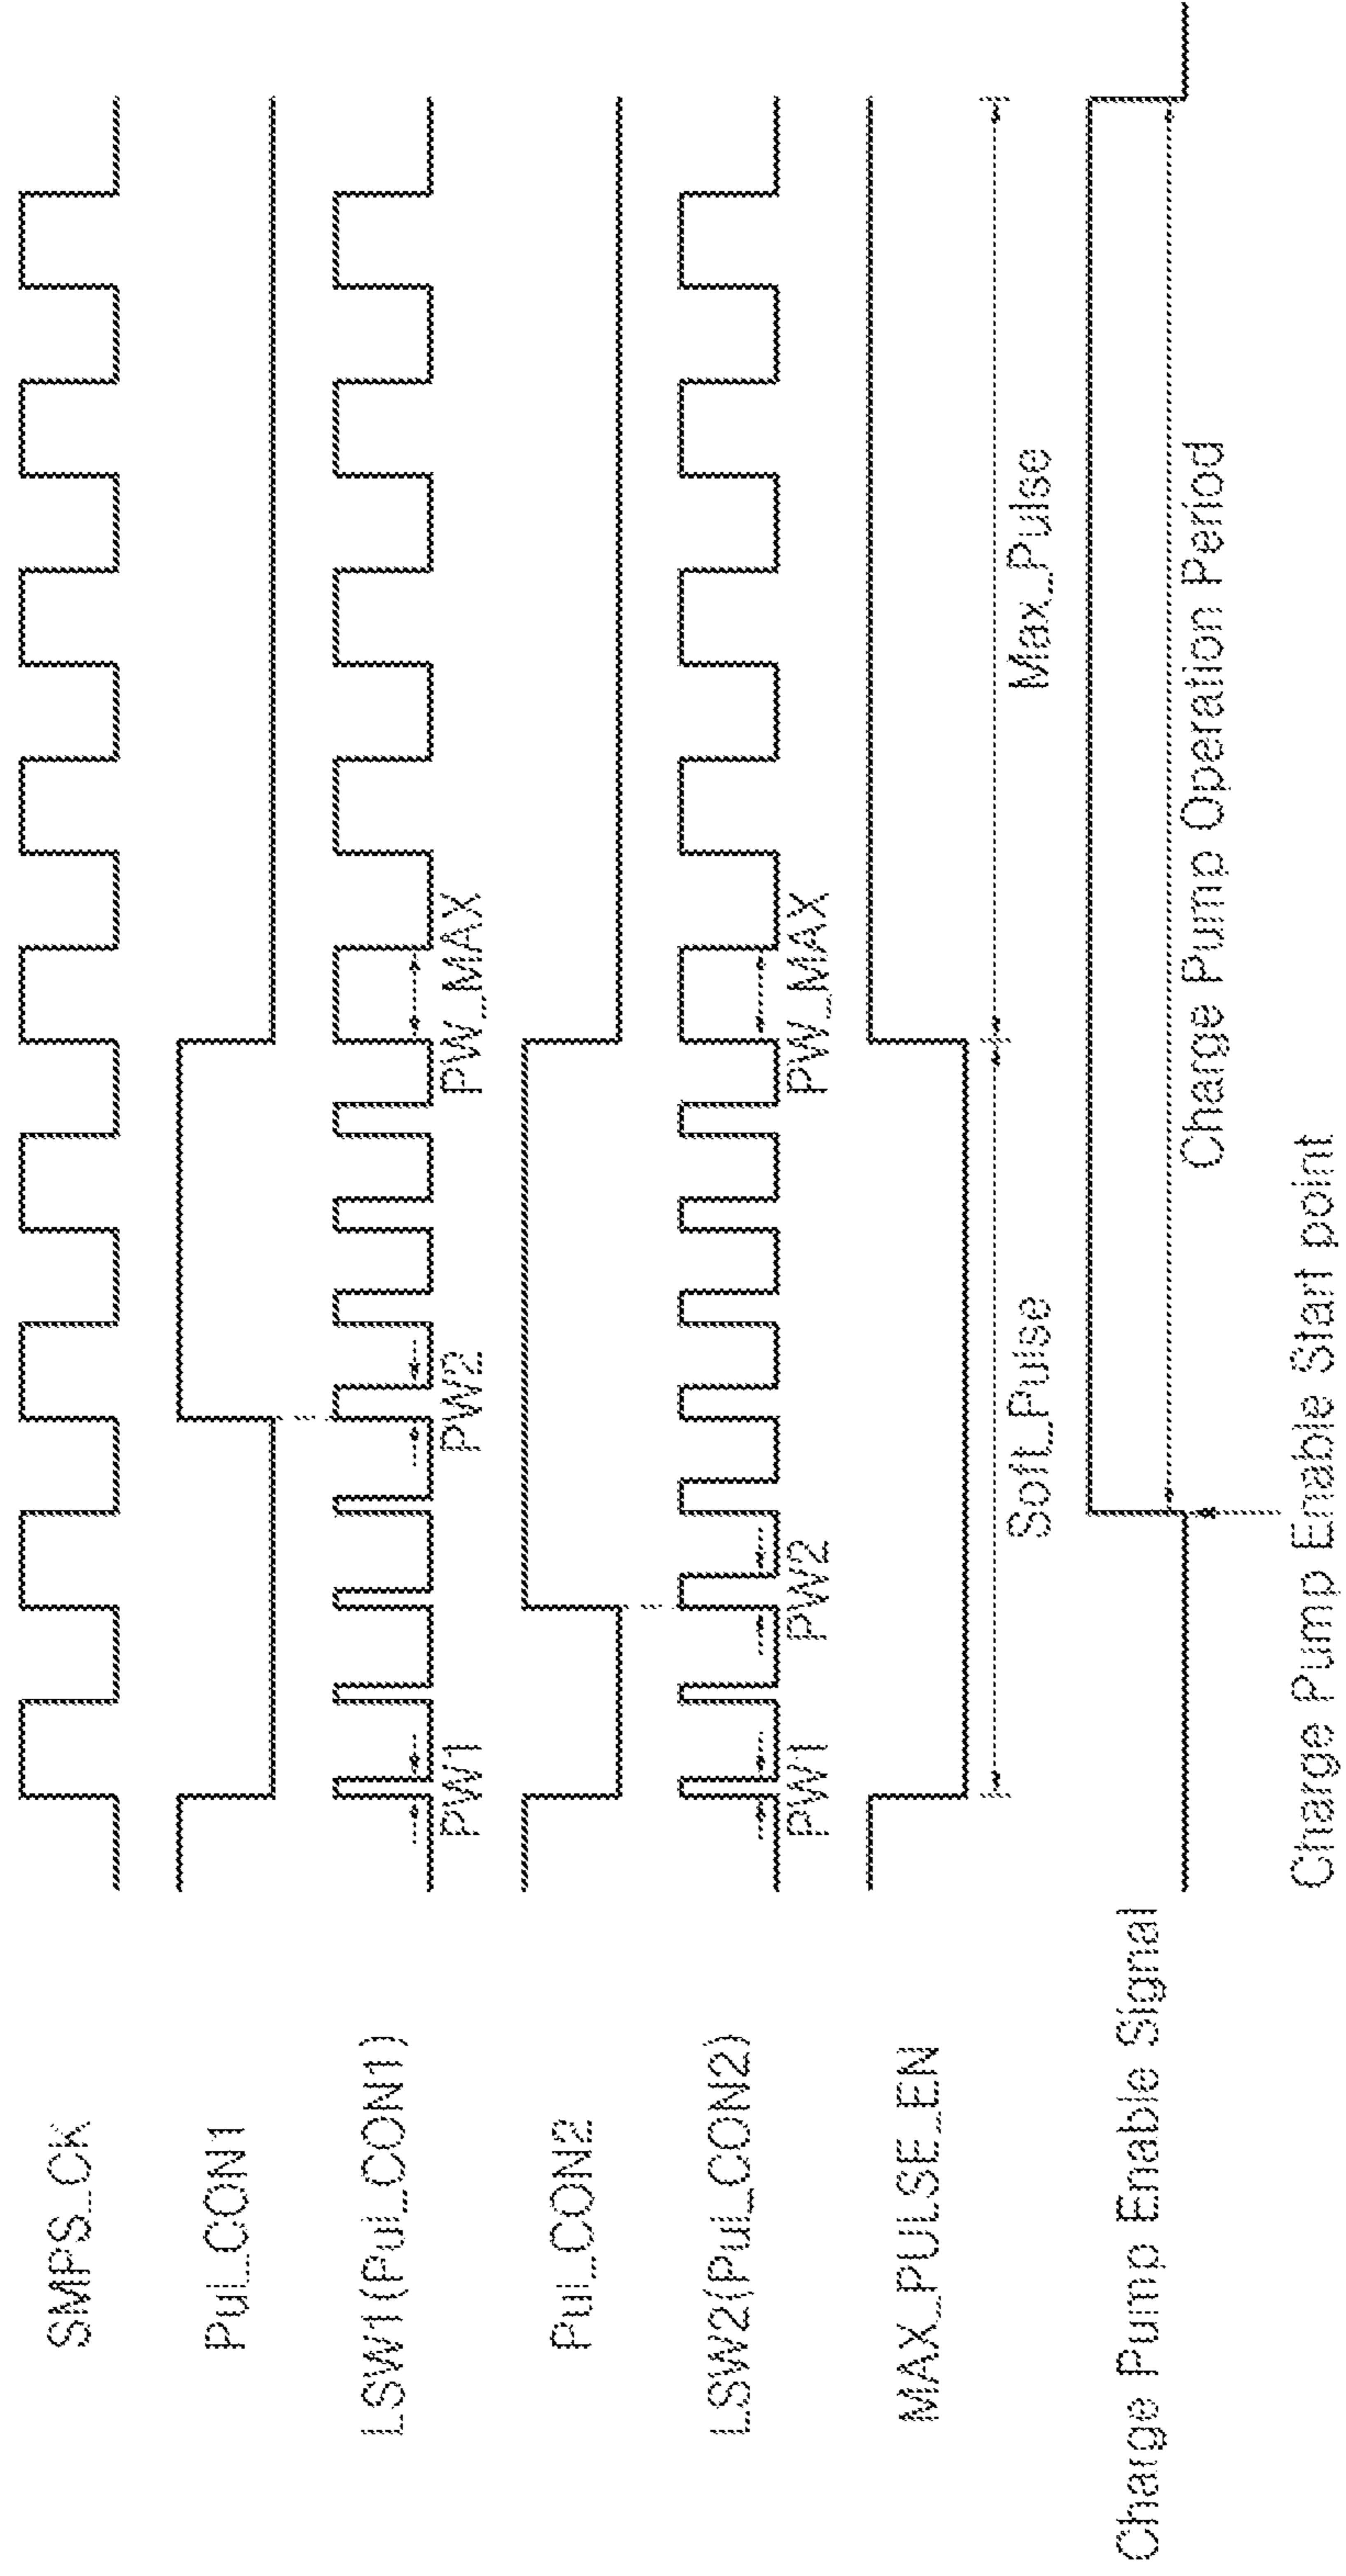 SMPS_CK
Pul_CON1
LSW1(Pul_CON1)
PW1
PW2
PW_MAX
Pul_CON2
LSW2(Pul_CON2)
PW1
PW2
PW_MAX
MAX_PULSE_EN
Soft_Pulse
Max_Pulse
Charge Pump Enable Signal
Charge Pump Operation Period
Charge Pump Enable Start point